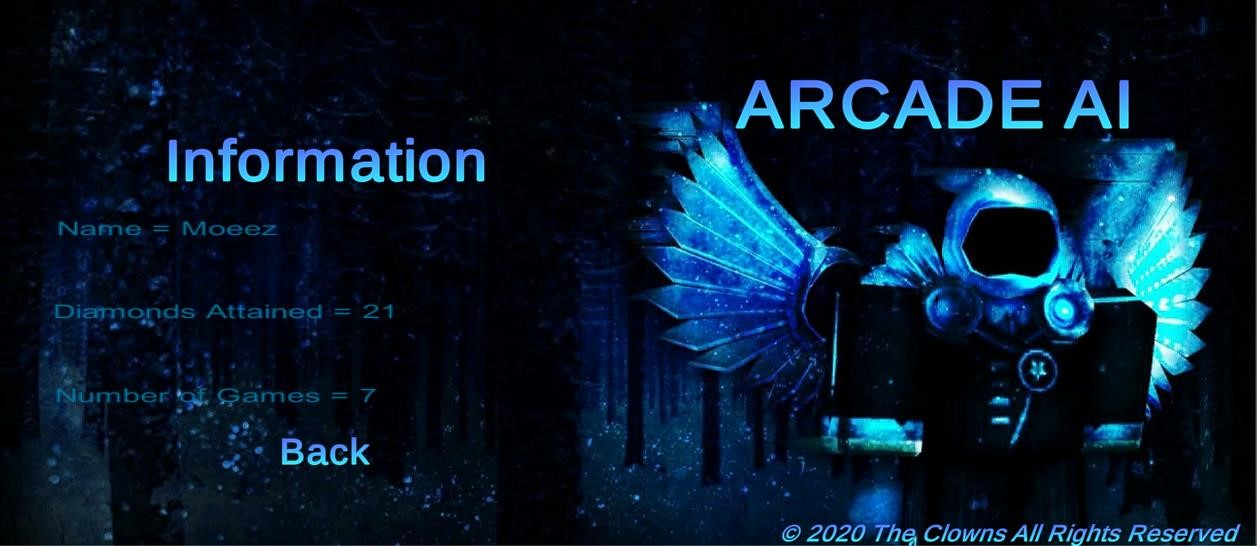 ARCADE AI
Information
Name = Moeez
Diamonds Attained = 21
Number of Games = 7
Back
© 2020 The Clowns All Rights Reserved